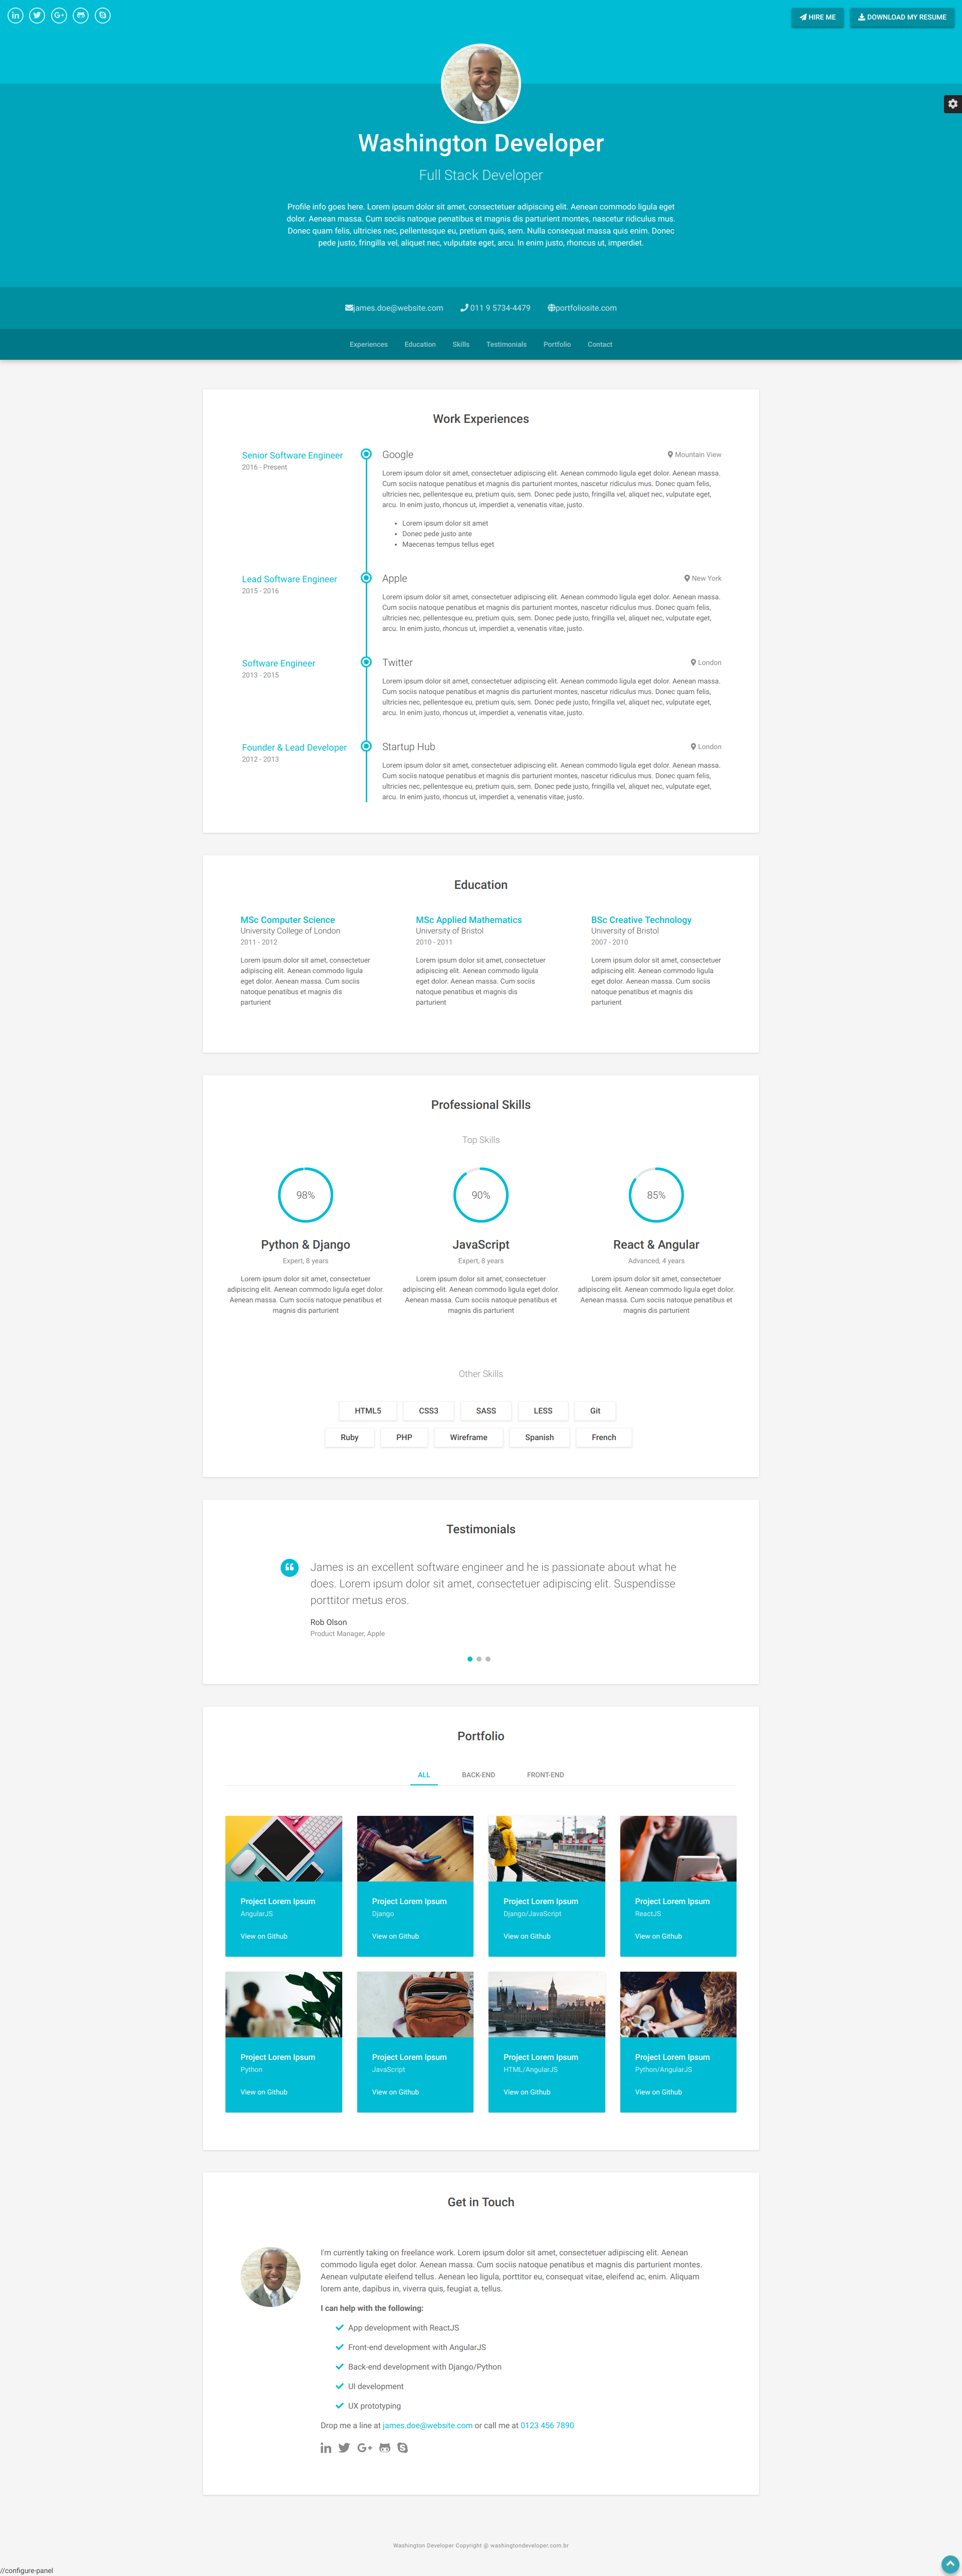 HIRE ME
DOWNLOAD MY RESUME
Washington Developer
Full Stack Developer
Profile info goes here. Lorem ipsum dolor sit amet, consectetuer adipiscing elit. Aenean commodo ligula eget
dolor. Aenean massa. Cum sociis natoque penatibus et magnis dis parturient montes, nascetur ridiculus mus.
Donec quam felis, ultricies nec, pellentesque eu, pretium quis, sem. Nulla consequat massa quis enim. Donec
pede justo, fringilla vel, aliquet nec, vulputate eget, arcu. In enim justo, rhoncus ut, imperdiet.
james.doe@website.com 011 9 5734-4479 portfoliosite.com
Experiences Education Skills Testimonials Portfolio Contact
Work Experiences
Senior Software Engineer
2016 - Present
Google
Mountain View
Lorem ipsum dolor sit amet, consectetuer adipiscing elit. Aenean commodo ligula eget dolor. Aenean massa.
Cum sociis natoque penatibus et magnis dis parturient montes, nascetur ridiculus mus. Donec quam felis,
ultricies nec, pellentesque eu, pretium quis, sem. Donec pede justo, fringilla vel, aliquet nec, vulputate eget,
arcu. In enim justo, rhoncus ut, imperdiet a, venenatis vitae, justo.
• Lorem ipsum dolor sit amet
• Donec pede justo ante
• Maecenas tempus tellus eget
Lead Software Engineer
2015 - 2016
Apple
New York
Lorem ipsum dolor sit amet, consectetuer adipiscing elit. Aenean commodo ligula eget dolor. Aenean massa.
Cum sociis natoque penatibus et magnis dis parturient montes, nascetur ridiculus mus. Donec quam felis,
ultricies nec, pellentesque eu, pretium quis, sem. Donec pede justo, fringilla vel, aliquet nec, vulputate eget,
arcu. In enim justo, rhoncus ut, imperdiet a, venenatis vitae, justo.
Software Engineer
2013 - 2015
Twitter
London
Lorem ipsum dolor sit amet, consectetuer adipiscing elit. Aenean commodo ligula eget dolor. Aenean massa.
Cum sociis natoque penatibus et magnis dis parturient montes, nascetur ridiculus mus. Donec quam felis,
ultricies nec, pellentesque eu, pretium quis, sem. Donec pede justo, fringilla vel, aliquet nec, vulputate eget,
arcu. In enim justo, rhoncus ut, imperdiet a, venenatis vitae, justo.
Founder & Lead Developer
2012 - 2013
Startup Hub
London
Lorem ipsum dolor sit amet, consectetuer adipiscing elit. Aenean commodo ligula eget dolor. Aenean massa.
Cum sociis natoque penatibus et magnis dis parturient montes, nascetur ridiculus mus. Donec quam felis,
ultricies nec, pellentesque eu, pretium quis, sem. Donec pede justo, fringilla vel, aliquet nec, vulputate eget,
arcu. In enim justo, rhoncus ut, imperdiet a, venenatis vitae, justo.
Education
MSc Computer Science
University College of London
2011 - 2012
Lorem ipsum dolor sit amet, consectetuer
adipiscing elit. Aenean commodo ligula
eget dolor. Aenean massa. Cum sociis
natoque penatibus et magnis dis
parturient
MSc Applied Mathematics
University of Bristol
2010 - 2011
Lorem ipsum dolor sit amet, consectetuer
adipiscing elit. Aenean commodo ligula
eget dolor. Aenean massa. Cum sociis
natoque penatibus et magnis dis
parturient
BSc Creative Technology
University of Bristol
2007 - 2010
Lorem ipsum dolor sit amet, consectetuer
adipiscing elit. Aenean commodo ligula
eget dolor. Aenean massa. Cum sociis
natoque penatibus et magnis dis
parturient
Professional Skills
Top Skills
98%
Python & Django
Expert, 8 years
Lorem ipsum dolor sit amet, consectetuer
adipiscing elit. Aenean commodo ligula eget dolor.
Aenean massa. Cum sociis natoque penatibus et
magnis dis parturient
90%
JavaScript
Expert, 8 years
Lorem ipsum dolor sit amet, consectetuer
adipiscing elit. Aenean commodo ligula eget dolor.
Aenean massa. Cum sociis natoque penatibus et
magnis dis parturient
85%
React & Angular
Advanced, 4 years
Lorem ipsum dolor sit amet, consectetuer
adipiscing elit. Aenean commodo ligula eget dolor.
Aenean massa. Cum sociis natoque penatibus et
magnis dis parturient
Other Skills
HTML5 CSS3 SASS LESS Git
Ruby PHP Wireframe Spanish French
Testimonials
James is an excellent software engineer and he is passionate about what he
does. Lorem ipsum dolor sit amet, consectetuer adipiscing elit. Suspendisse
porttitor metus eros.
Rob Olson
Product Manager, Apple
Portfolio
ALL BACK-END FRONT-END
Project Lorem Ipsum
AngularJS
View on Github
Project Lorem Ipsum
Django
View on Github
Project Lorem Ipsum
Django/JavaScript
View on Github
Project Lorem Ipsum
ReactJS
View on Github
Project Lorem Ipsum
Python
View on Github
Project Lorem Ipsum
JavaScript
View on Github
Project Lorem Ipsum
HTML/AngularJS
View on Github
Project Lorem Ipsum
Python/AngularJS
View on Github
Get in Touch
I'm currently taking on freelance work. Lorem ipsum dolor sit amet, consectetuer adipiscing elit. Aenean
commodo ligula eget dolor. Aenean massa. Cum sociis natoque penatibus et magnis dis parturient montes.
Aenean vulputate eleifend tellus. Aenean leo ligula, porttitor eu, consequat vitae, eleifend ac, enim. Aliquam
lorem ante, dapibus in, viverra quis, feugiat a, tellus.
I can help with the following:
App development with ReactJS
Front-end development with AngularJS
Back-end development with Django/Python
UI development
UX prototyping
Drop me a line at james.doe@website.com or call me at 0123 456 7890
Washington Developer Copyright @ washingtondeveloper.com.br
//configure-panel